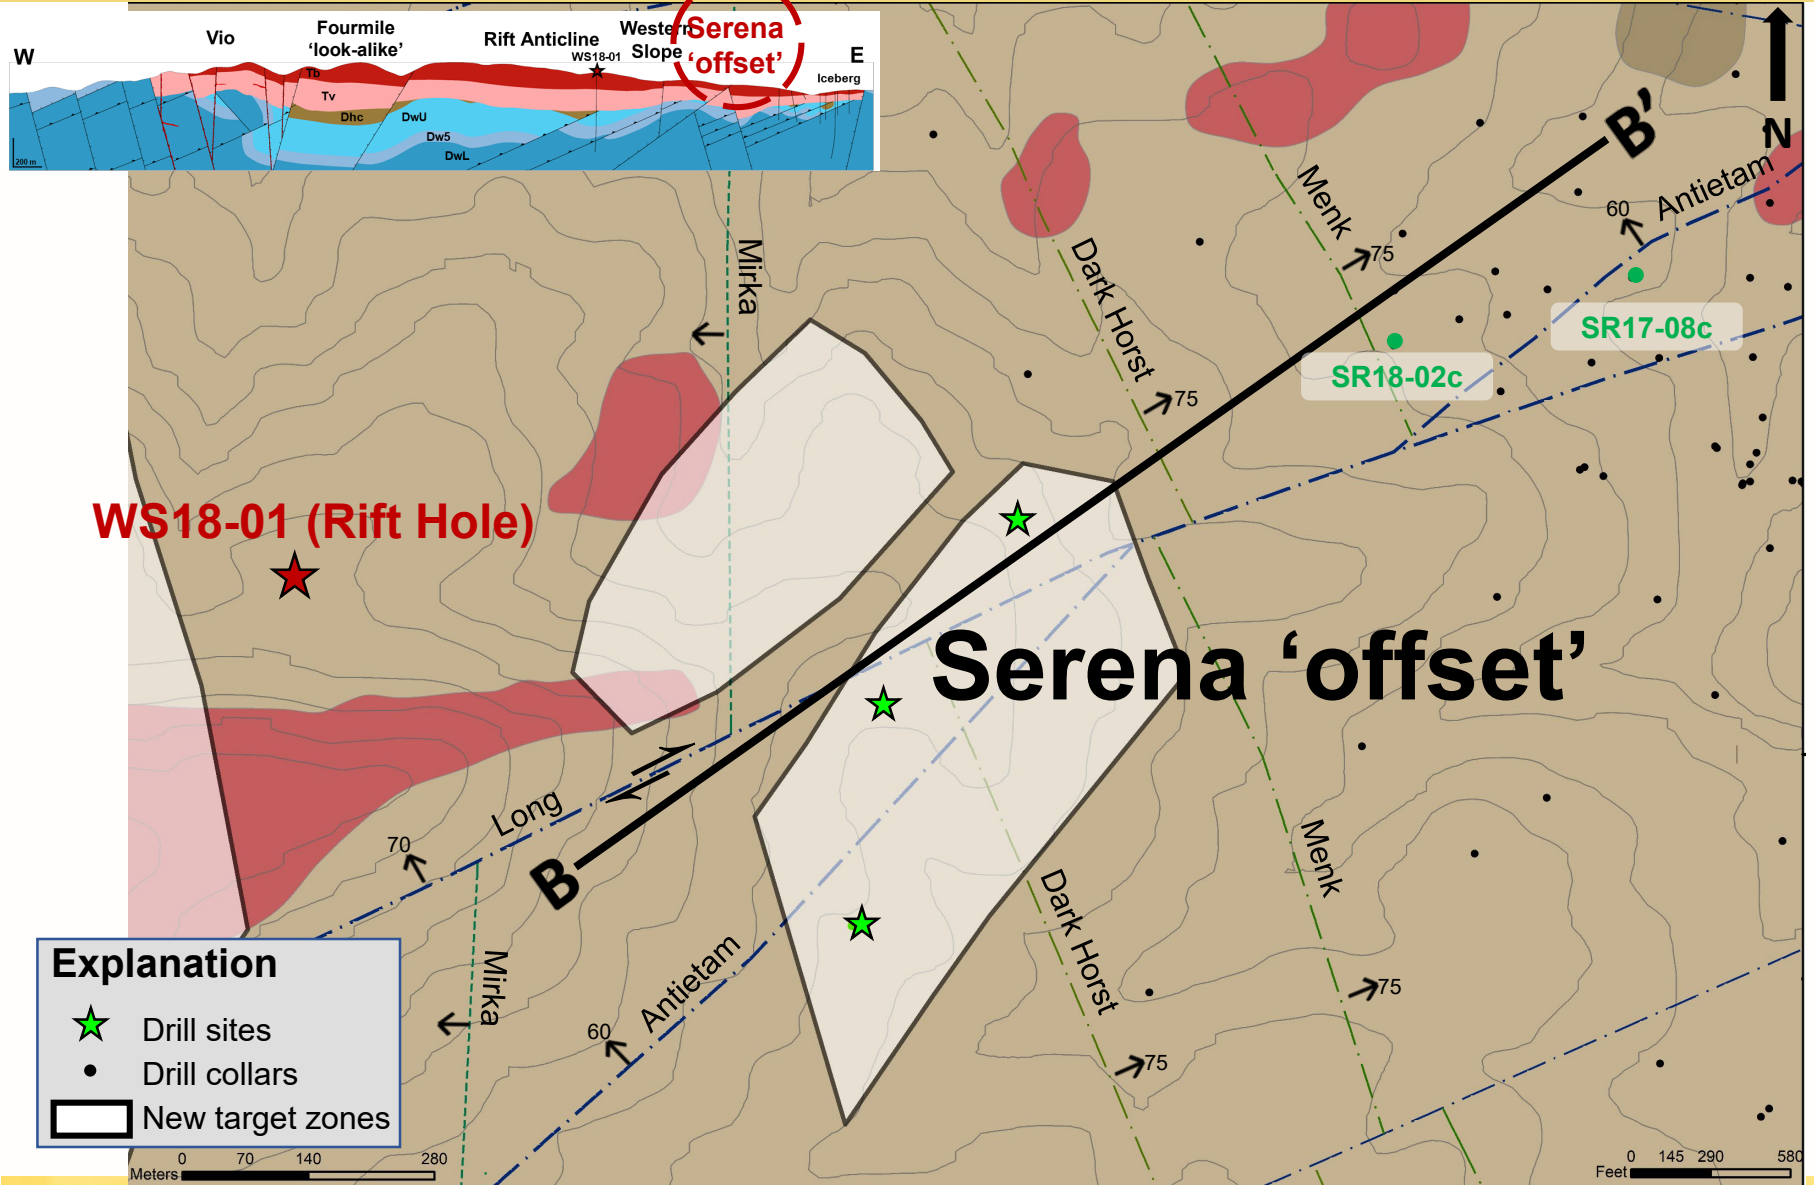 W
Vio
Fourmile
‘look-alike’
Rift Anticline
WS18-01
Western
Slope
Serena
‘offset’
E
Iceberg
Tb
Tv
Dhc
DwU
Dw5
DwL
200 m
B’
N
Antietam
60
Menk
75
Mirka
Dark Horst
75
SR17-08c
SR18-02c
WS18-01 (Rift Hole)
Serena ‘offset’
Long
70
B
Menk
Dark Horst
75
75
Mirka
Antietam
60
Explanation
Drill sites
Drill collars
New target zones
0 70 140 280
Meters
0 145 290 580
Feet